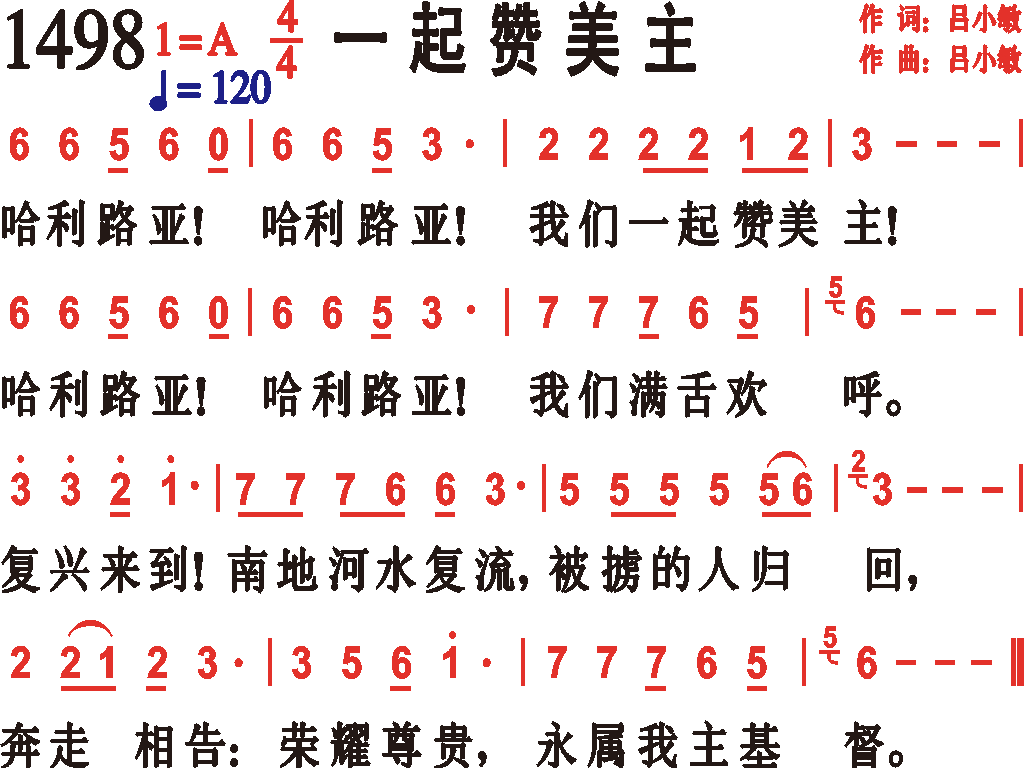 1498 1=A 4/4 一起赞美主 作 词：吕小敏
♩=120 作 曲：吕小敏
6 6 5 6 0 | 6 6 5 3 · | 2 2 2 2 1 2 | 3 - - - |
哈利路亚！ 哈利路亚！ 我们一起赞美 主！
6 6 5 6 0 | 6 6 5 3 · | 7 7 7 6 5 | 5 6 - - - |
哈利路亚！ 哈利路亚！ 我们满舌欢 呼。
3̇ 3̇ 2̇ 1̇ · | 7 7 7 6 6 3 · | 5 5 5 5 5 6 | 2 3 - - - |
复兴来到！南地河水复流，被掳的人归 回，
2 2 1 2 3 · | 3 5 6 1̇ · | 7 7 7 6 5 | 5 6 - - - ‖
奔走 相告：荣耀尊贵，永属我主基 督。